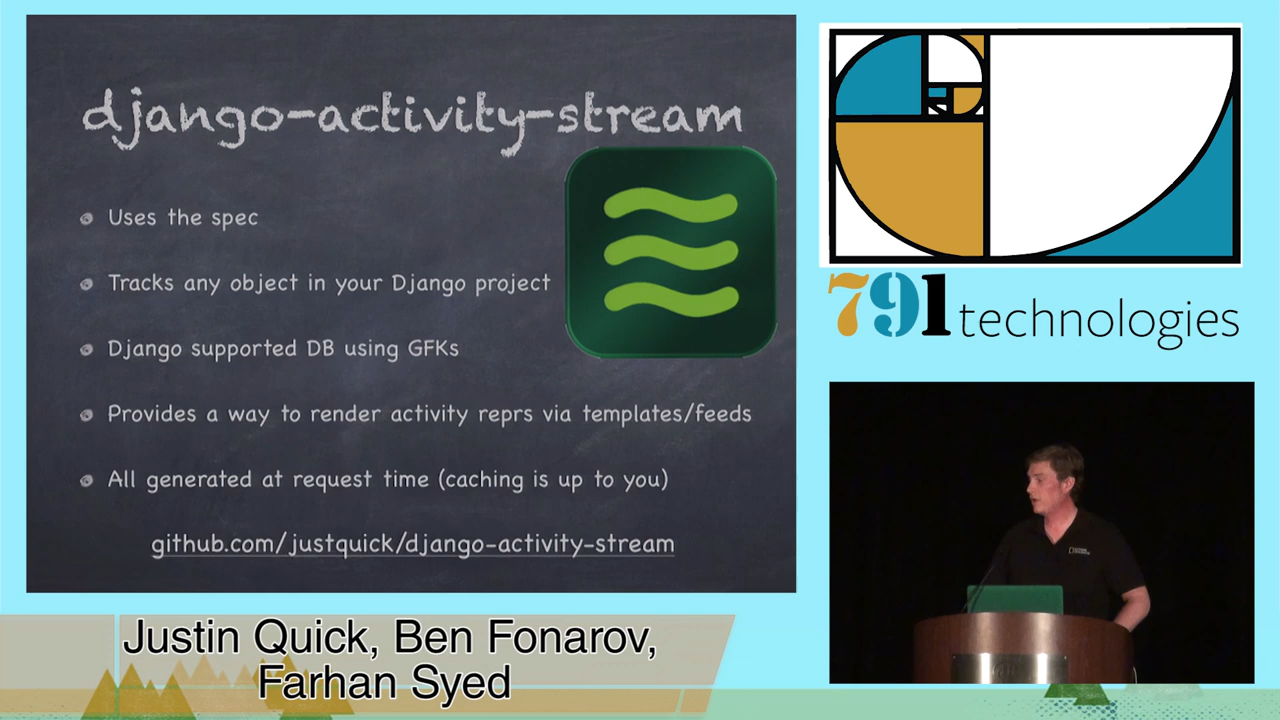 django-activity-stream
Uses the spec
Tracks any object in your Django project
Django supported DB using GFKs
Provides a way to render activity reprs via templates/feeds
All generated at request time (caching is up to you)
github.com/justquick/django-activity-stream
791 technologies
Justin Quick, Ben Fonarov,
Farhan Syed